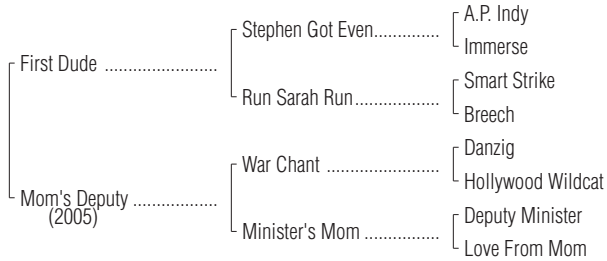 A.P. Indy
Stephen Got Even..............
Immerse
First Dude .......................
Smart Strike
Run Sarah Run.................
Breech
Danzig
War Chant .......................
Hollywood Wildcat
Mom's Deputy .................
(2005)
Deputy Minister
Minister's Mom ...............
Love From Mom